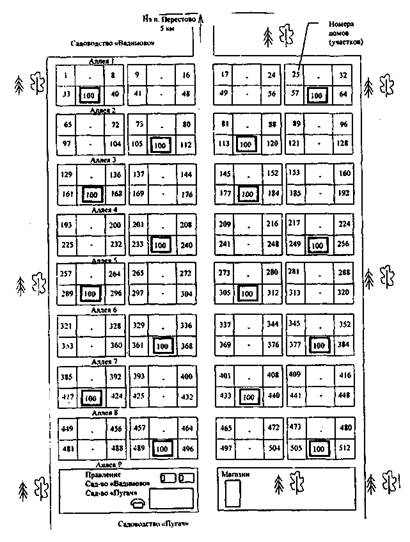 На п. Перестово
5 км
Садоводство «Вадимово»
Номера
домов
(участков)
Аллея 1
1 - 8 9 - 16 17 - 24 25 - 32
33 100 40 41 - 48 49 - 56 57 100 64
Аллея 2
65 - 72 73 - 80 81 - 88 89 - 96
97 - 104 105 100 112 113 100 120 121 - 128
Аллея 3
129 - 136 137 - 144 145 - 152 153 - 160
161 100 168 169 - 176 177 100 184 185 - 192
Аллея 4
193 - 200 201 - 208 209 - 216 217 - 224
225 - 232 233 100 240 241 - 248 249 100 256
Аллея 5
257 - 264 265 - 272 273 - 280 281 - 288
289 100 296 297 - 304 305 100 312 313 - 320
Аллея 6
321 - 328 329 - 336 337 - 344 345 - 352
353 - 360 361 100 368 369 - 376 377 100 384
Аллея 7
385 - 392 393 - 400 401 - 408 409 - 416
417 100 424 425 - 432 433 100 440 441 - 448
Аллея 8
449 - 456 457 - 464 465 - 472 473 - 480
481 - 488 489 100 496 497 - 504 505 100 512
Аллея 9
Правление
Сад-во «Вадимово»
Сад-во «Пугач»
Магазин
Садоводство «Пугач»